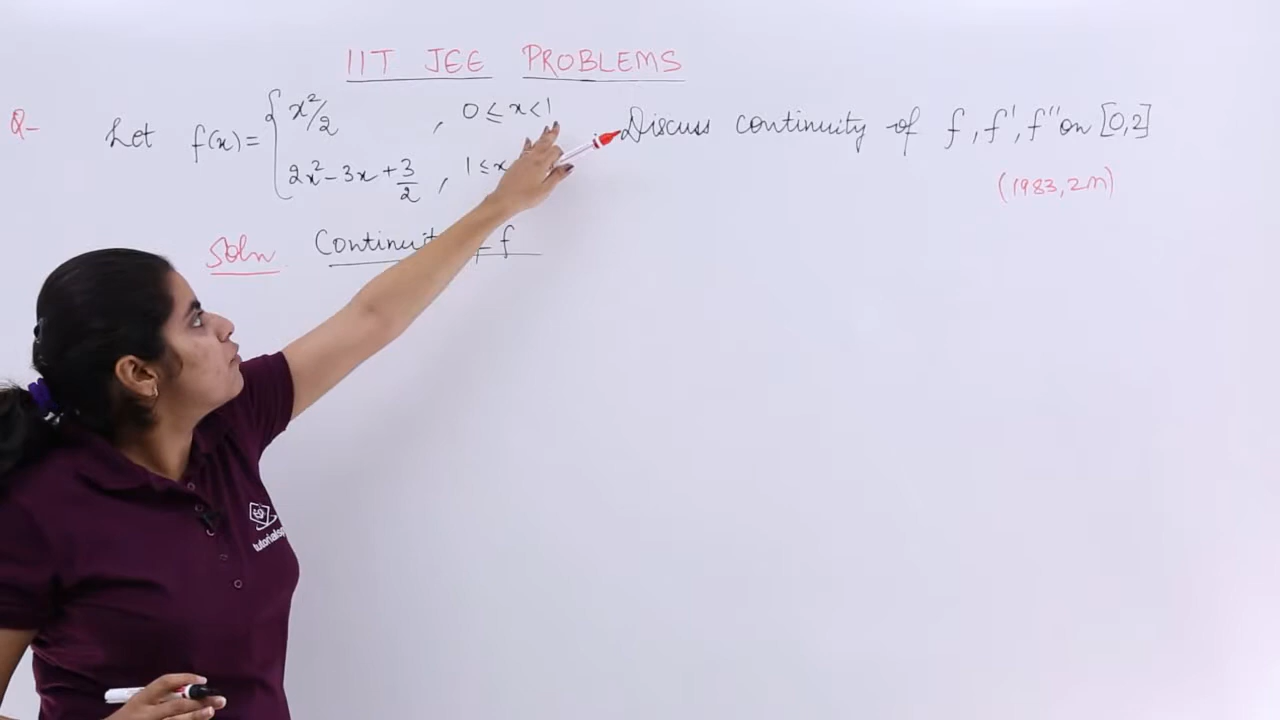 IIT JEE PROBLEMS
Q- Let f(x)= { x²/2 , 0 ≤ x < 1 Discuss continuity of f, f', f'' on [0,2]
2x² - 3x + 3/2 , 1 ≤ x
(1983, 2m)
Soln Continuit f